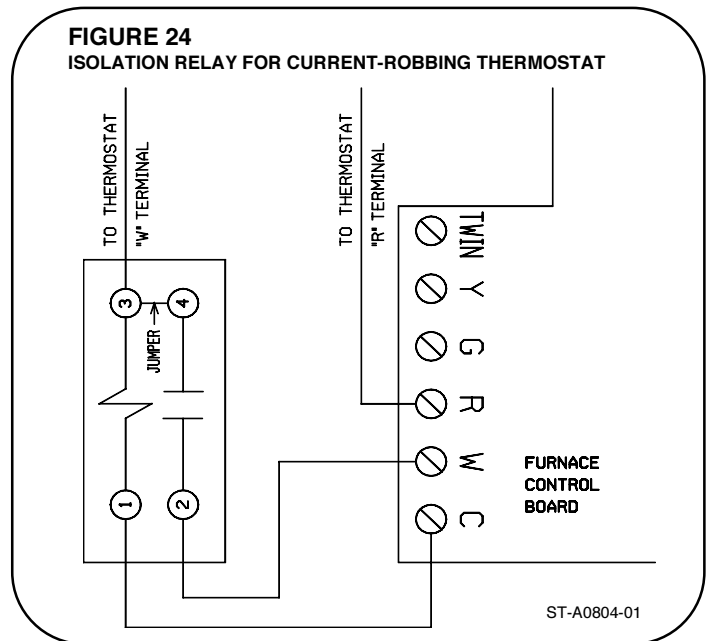 FIGURE 24
ISOLATION RELAY FOR CURRENT-ROBBING THERMOSTAT
TO THERMOSTAT
"W" TERMINAL
TO THERMOSTAT
"R" TERMINAL
3
4
JUMPER
1
2
TWIN
Y
G
R
W
C
FURNACE
CONTROL
BOARD
ST-A0804-01